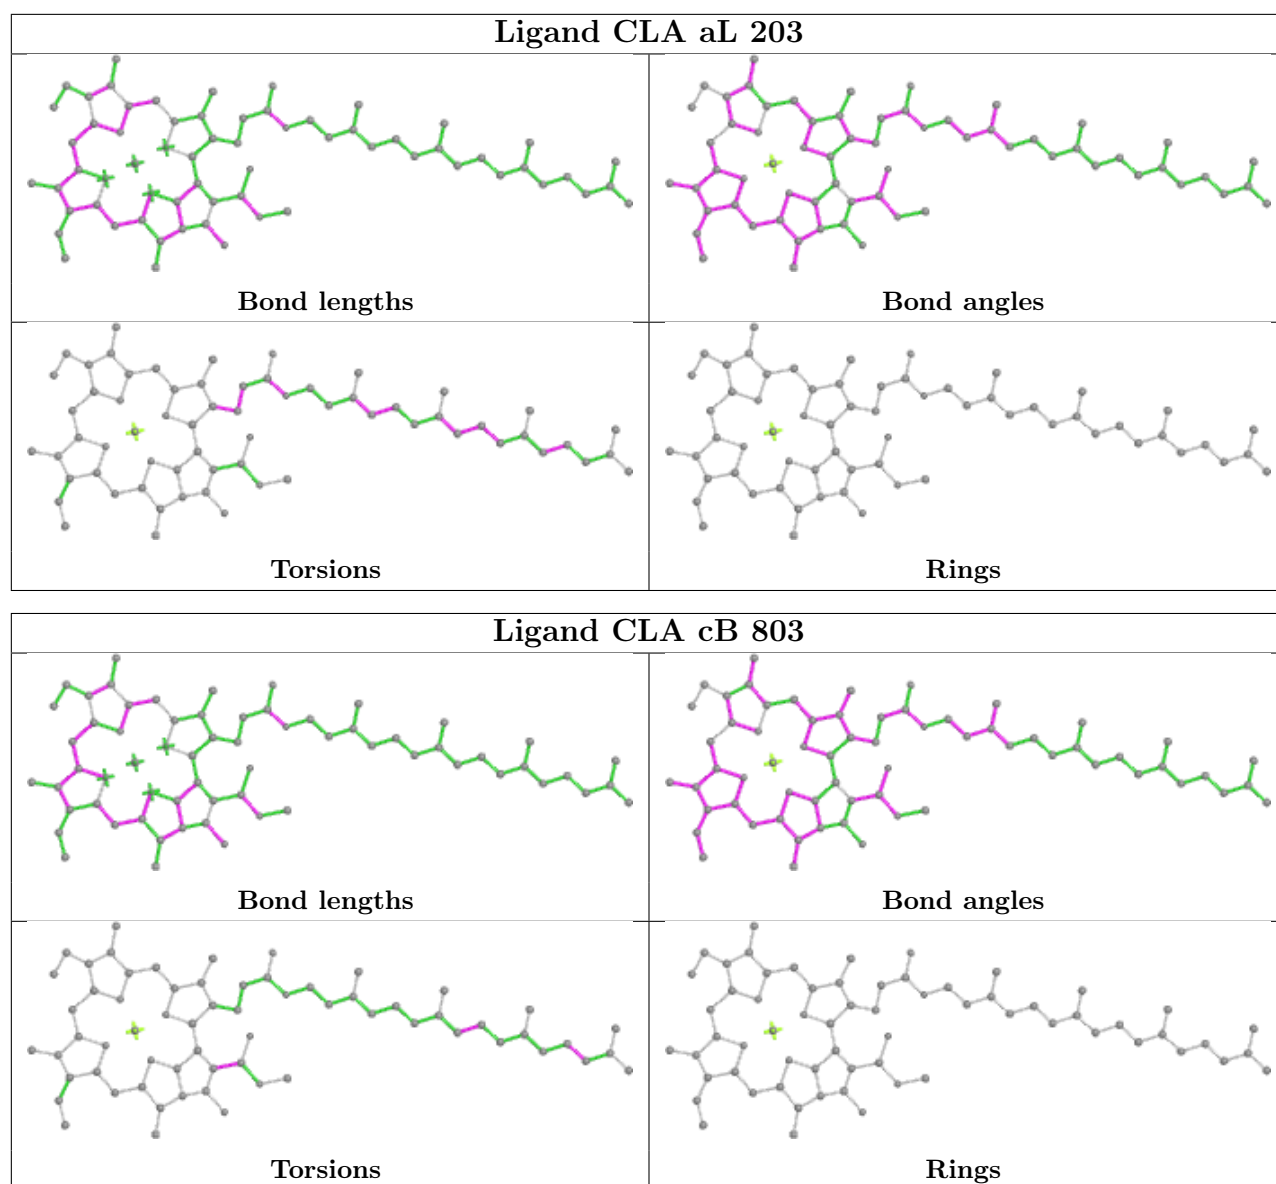 Ligand CLA aL 203
Bond lengths
Bond angles
Torsions
Rings
Ligand CLA cB 803
Bond lengths
Bond angles
Torsions
Rings